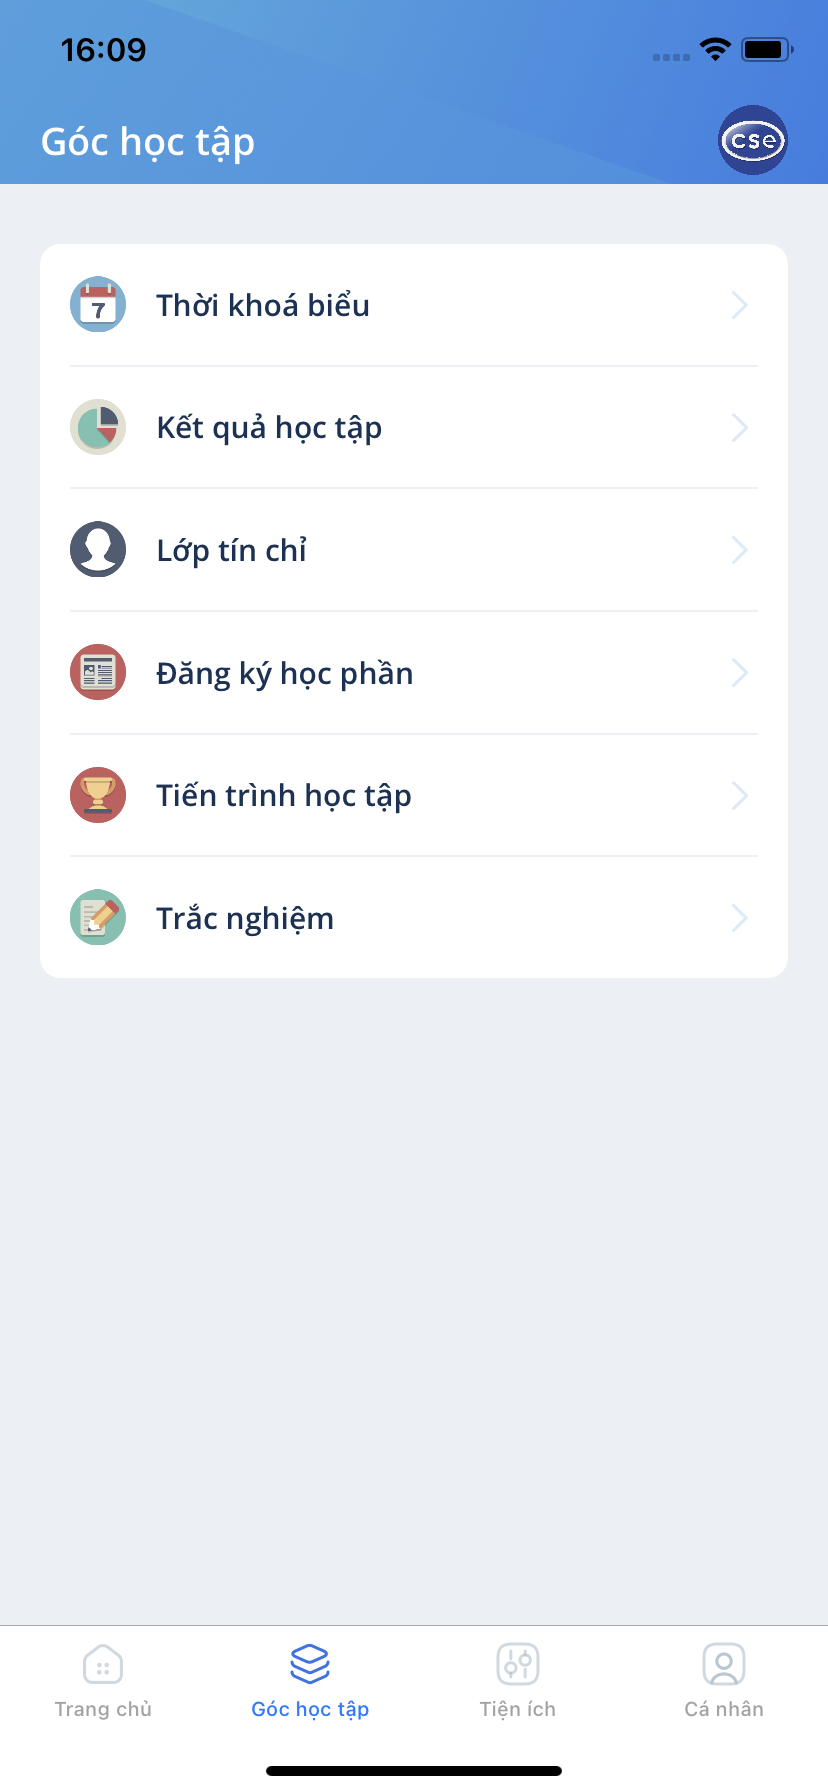 16:09
Góc học tập
cse
7
Thời khoá biểu
Kết quả học tập
Lớp tín chỉ
Đăng ký học phần
Tiến trình học tập
Trắc nghiệm
Trang chủ
Góc học tập
Tiện ích
Cá nhân